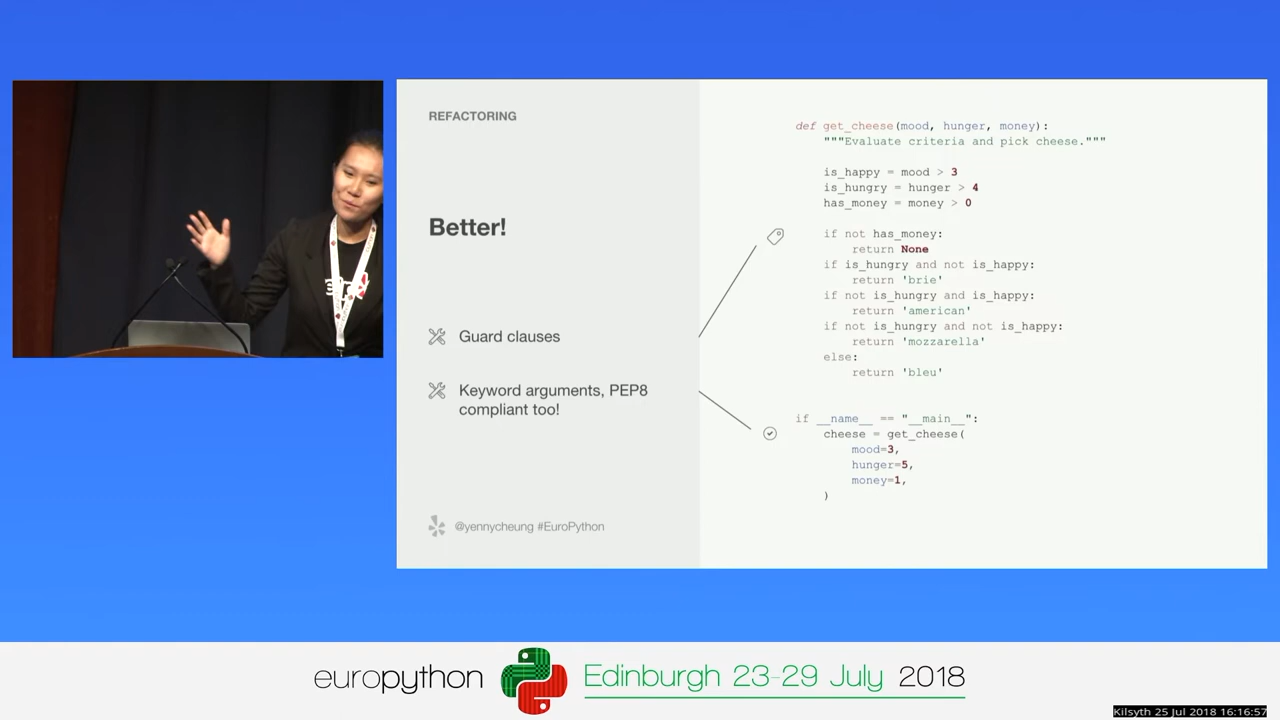 REFACTORING
Better!
Guard clauses
Keyword arguments, PEP8
compliant too!
@yennycheung #EuroPython
def get_cheese(mood, hunger, money):
    """Evaluate criteria and pick cheese."""
    is_happy = mood > 3
    is_hungry = hunger > 4
    has_money = money > 0
    if not has_money:
        return None
    if is_hungry and not is_happy:
        return 'brie'
    if not is_hungry and is_happy:
        return 'american'
    if not is_hungry and not is_happy:
        return 'mozzarella'
    else:
        return 'bleu'
if __name__ == "__main__":
    cheese = get_cheese(
        mood=3,
        hunger=5,
        money=1,
    )
europython
Edinburgh 23-29 July 2018
Kilsyth 25 Jul 2018 16:16:57